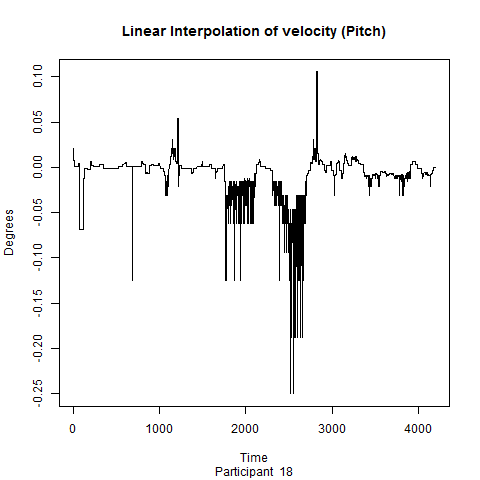 Linear Interpolation of velocity (Pitch)
Degrees
0.10
0.05
0.00
-0.05
-0.10
-0.15
-0.20
-0.25
0 1000 2000 3000 4000
Time
Participant 18